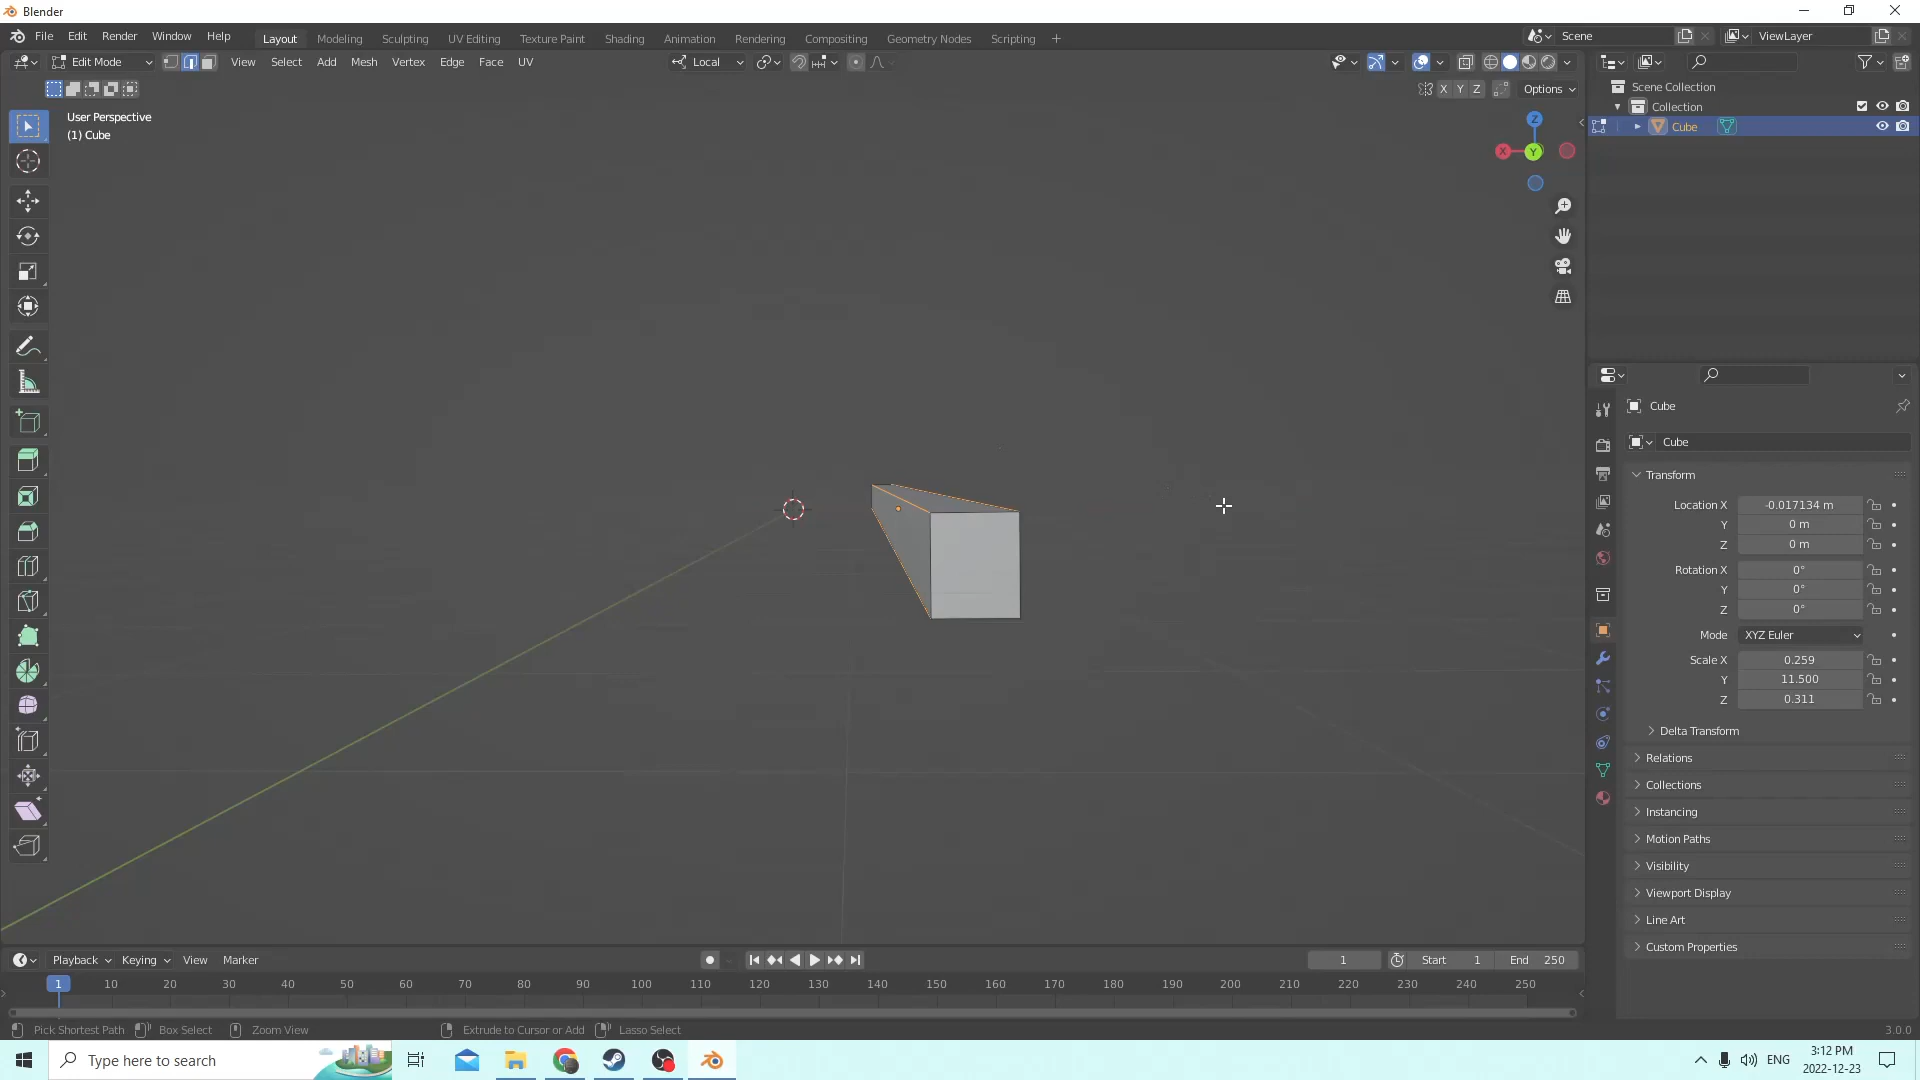 Blender
File Edit Render Window Help
Layout Modeling Sculpting UV Editing Texture Paint Shading Animation Rendering Compositing Geometry Nodes Scripting +
Scene
ViewLayer
Edit Mode
View Select Add Mesh Vertex Edge Face UV
Local
X Y Z
Options
User Perspective
(1) Cube
Z
X
Y
Scene Collection
Collection
Cube
Cube
Cube
Transform
Location X -0.017134 m
Y 0 m
Z 0 m
Rotation X 0°
Y 0°
Z 0°
Mode XYZ Euler
Scale X 0.259
Y 11.500
Z 0.311
Delta Transform
Relations
Collections
Instancing
Motion Paths
Visibility
Viewport Display
Line Art
Custom Properties
Playback Keying View Marker
1
Start 1
End 250
1 10 20 30 40 50 60 70 80 90 100 110 120 130 140 150 160 170 180 190 200 210 220 230 240 250
Pick Shortest Path Box Select Zoom View Extrude to Cursor or Add Lasso Select
3.0.0
Type here to search
ENG
3:12 PM
2022-12-23